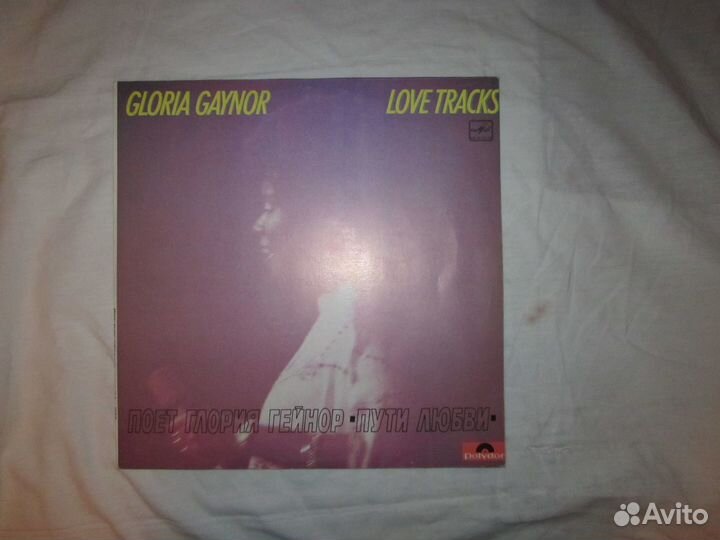 GLORIA GAYNOR LOVE TRACKS
ПОЕТ ГЛОРИЯ ГЕЙНОР • ПУТИ ЛЮБВИ •
polydor
Avito